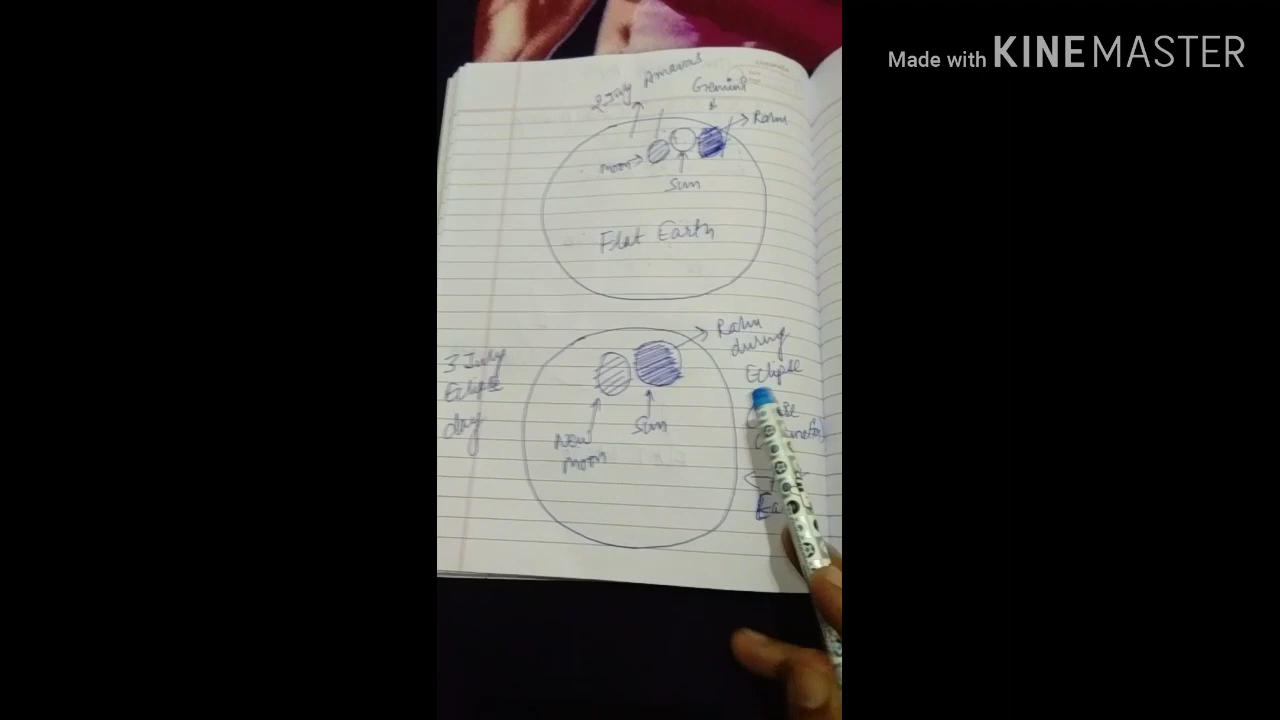 Made with KINEMASTER
2 July Amavas
Gremini
Rahu
Moon
Sun
Flat Earth
Rahu
during
Eclipse
3 July
Eclipse
day
New
Moon
Sun